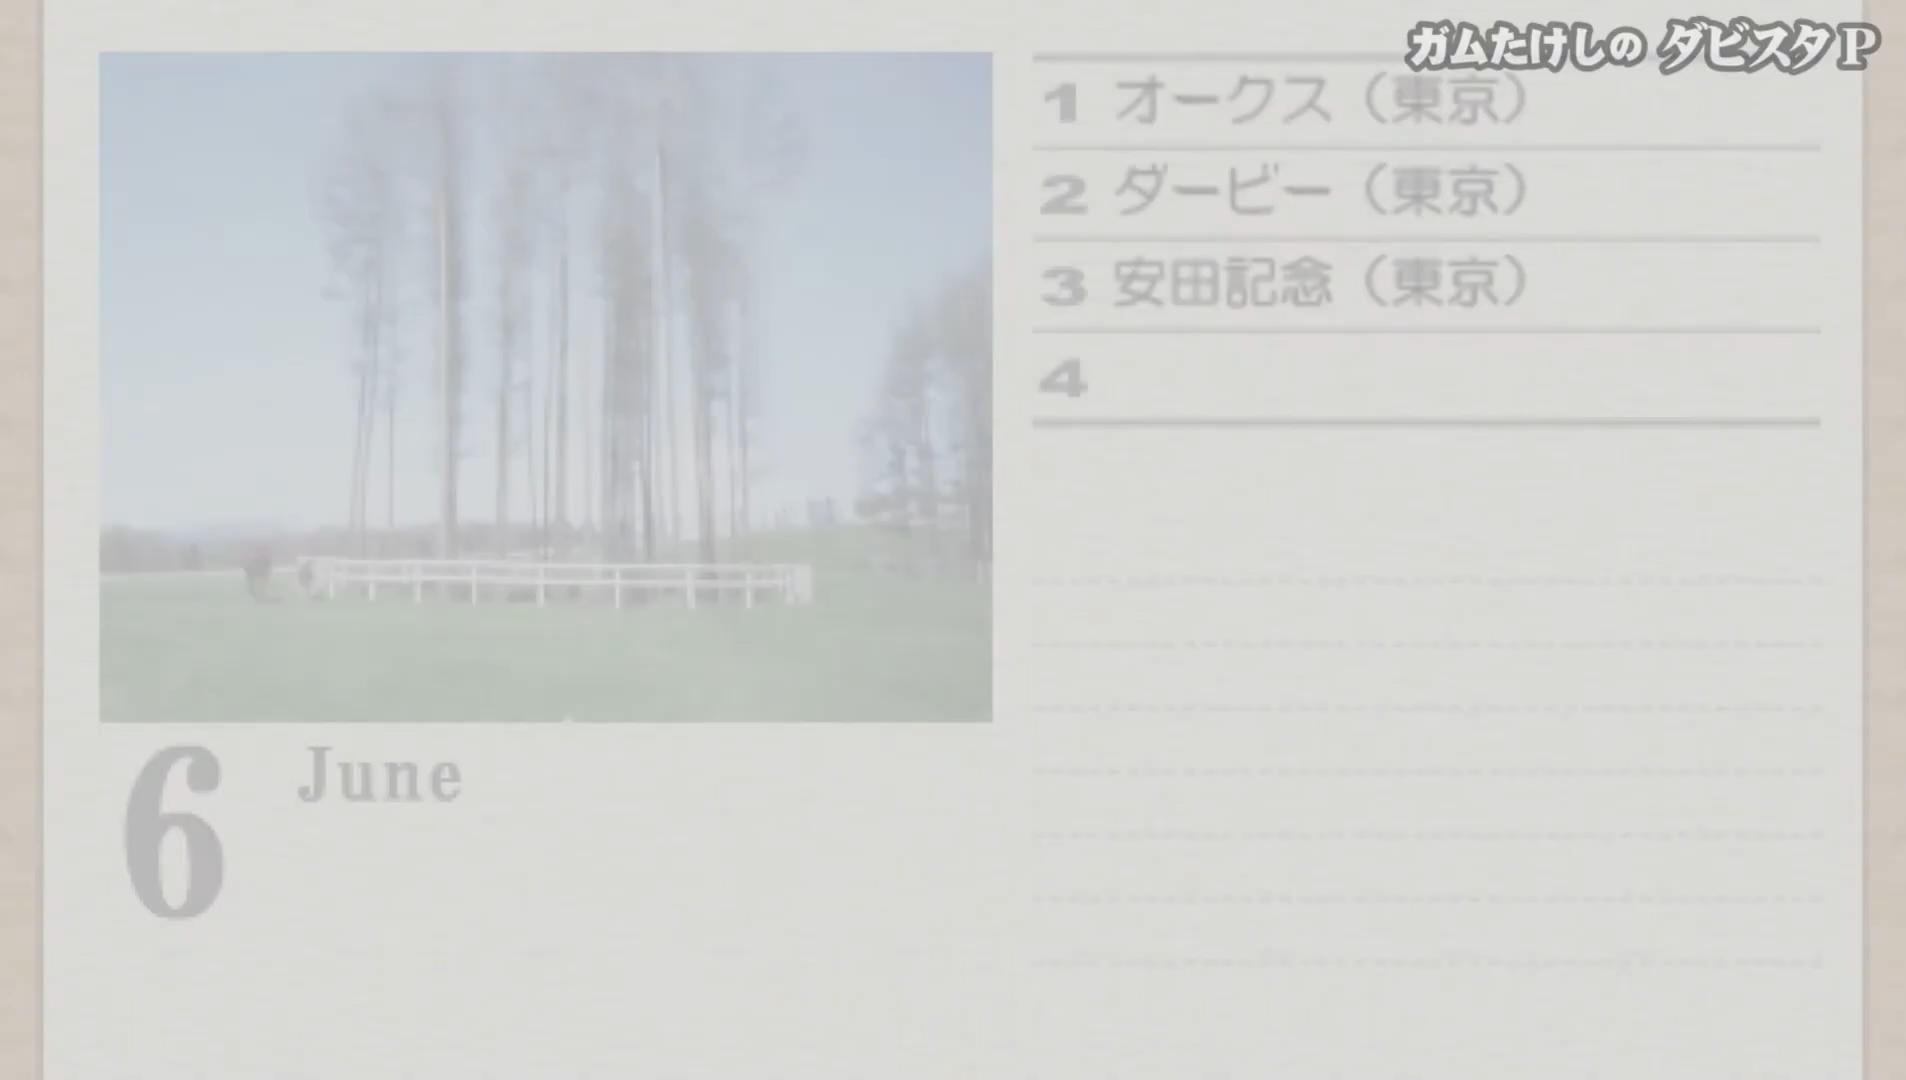 ガムたけしの ダビスタP
1 オークス（東京）
2 ダービー（東京）
3 安田記念（東京）
4
6 June